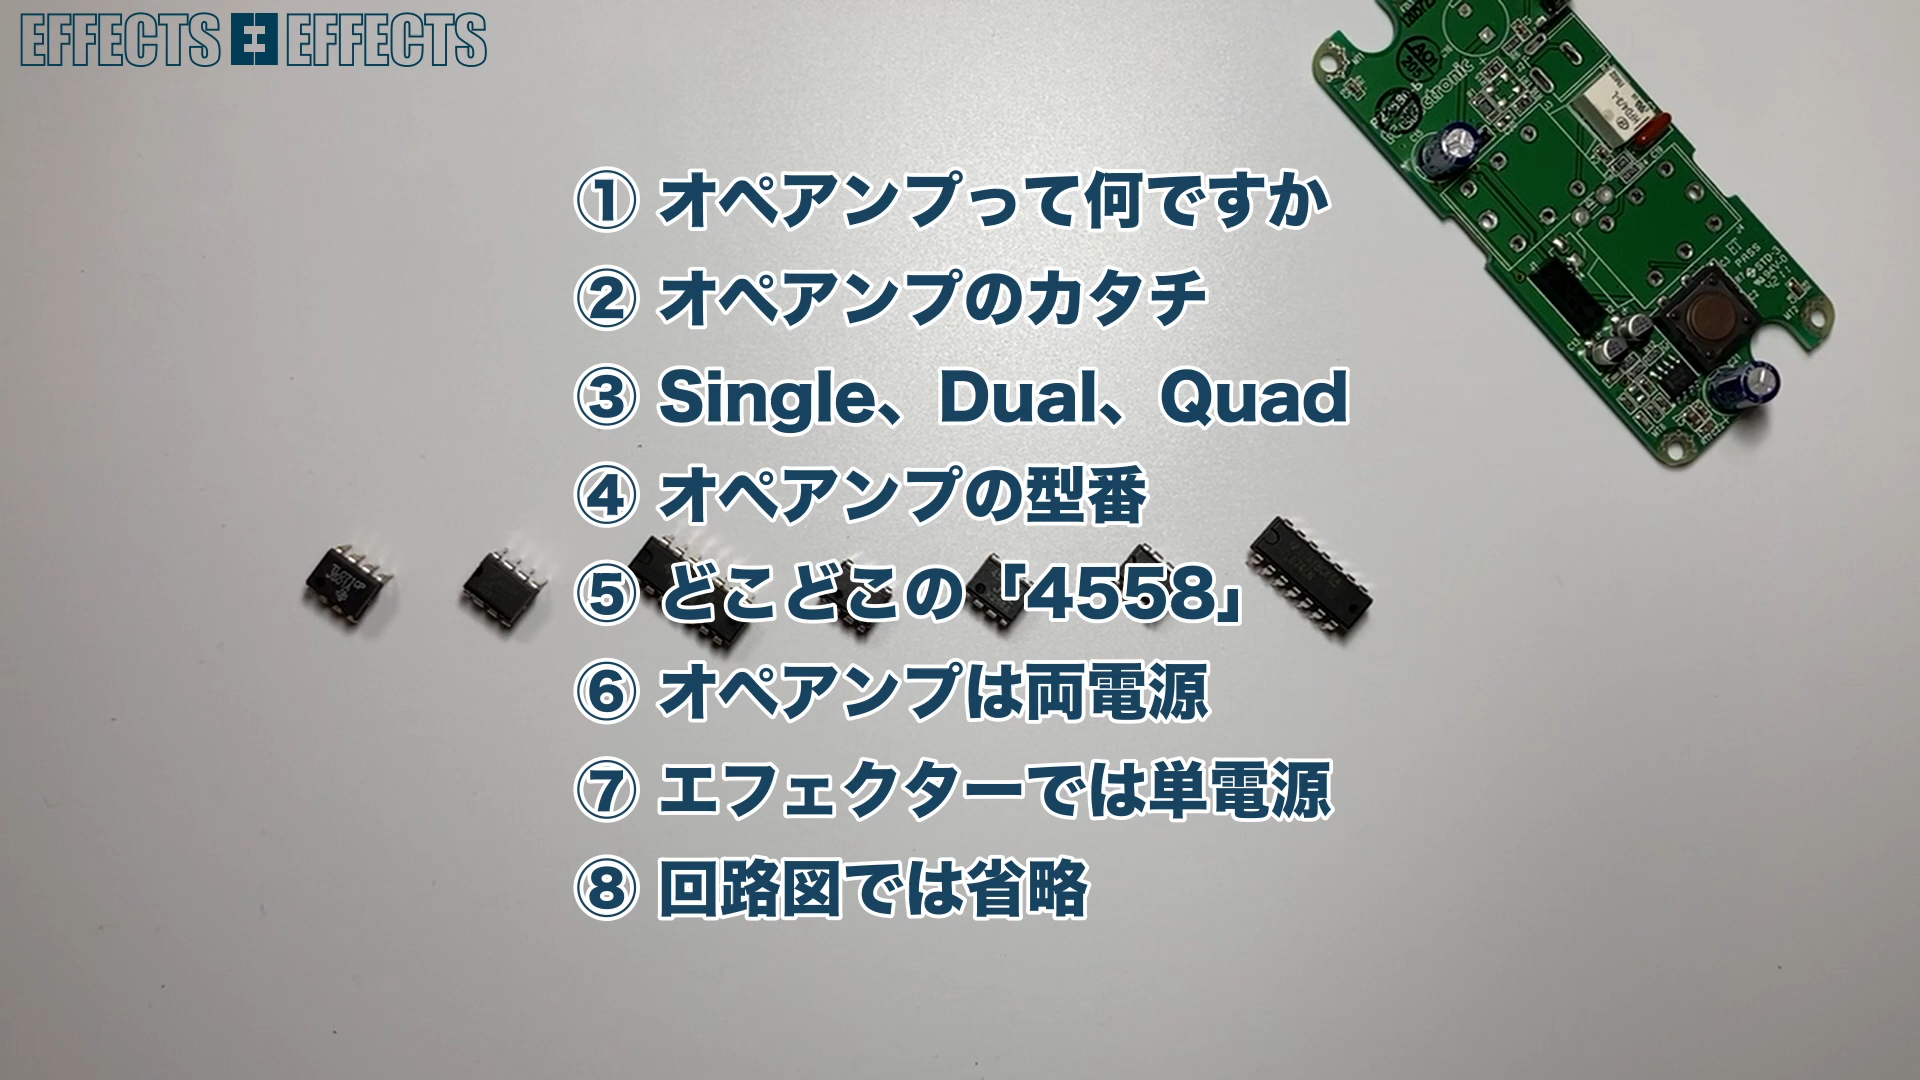 EFFECTS EFFECTS
① オペアンプって何ですか
② オペアンプのカタチ
③ Single、Dual、Quad
④ オペアンプの型番
⑤ どこどこの「4558」
⑥ オペアンプは両電源
⑦ エフェクターでは単電源
⑧ 回路図では省略